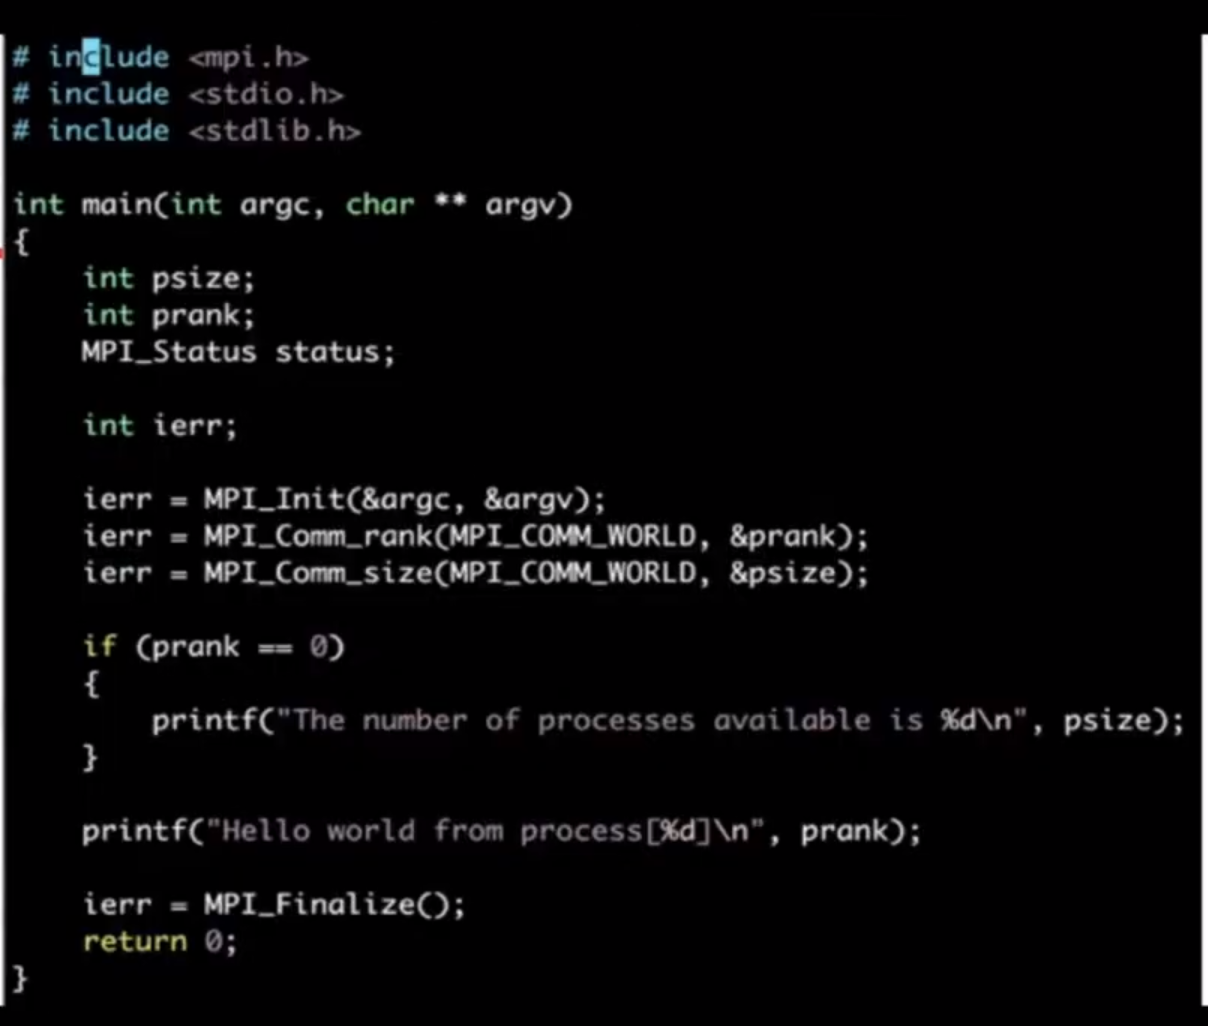 # include <mpi.h>
# include <stdio.h>
# include <stdlib.h>

int main(int argc, char ** argv)
{
    int psize;
    int prank;
    MPI_Status status;

    int ierr;

    ierr = MPI_Init(&argc, &argv);
    ierr = MPI_Comm_rank(MPI_COMM_WORLD, &prank);
    ierr = MPI_Comm_size(MPI_COMM_WORLD, &psize);

    if (prank == 0)
    {
        printf("The number of processes available is %d\n", psize);
    }

    printf("Hello world from process[%d]\n", prank);

    ierr = MPI_Finalize();
    return 0;
}